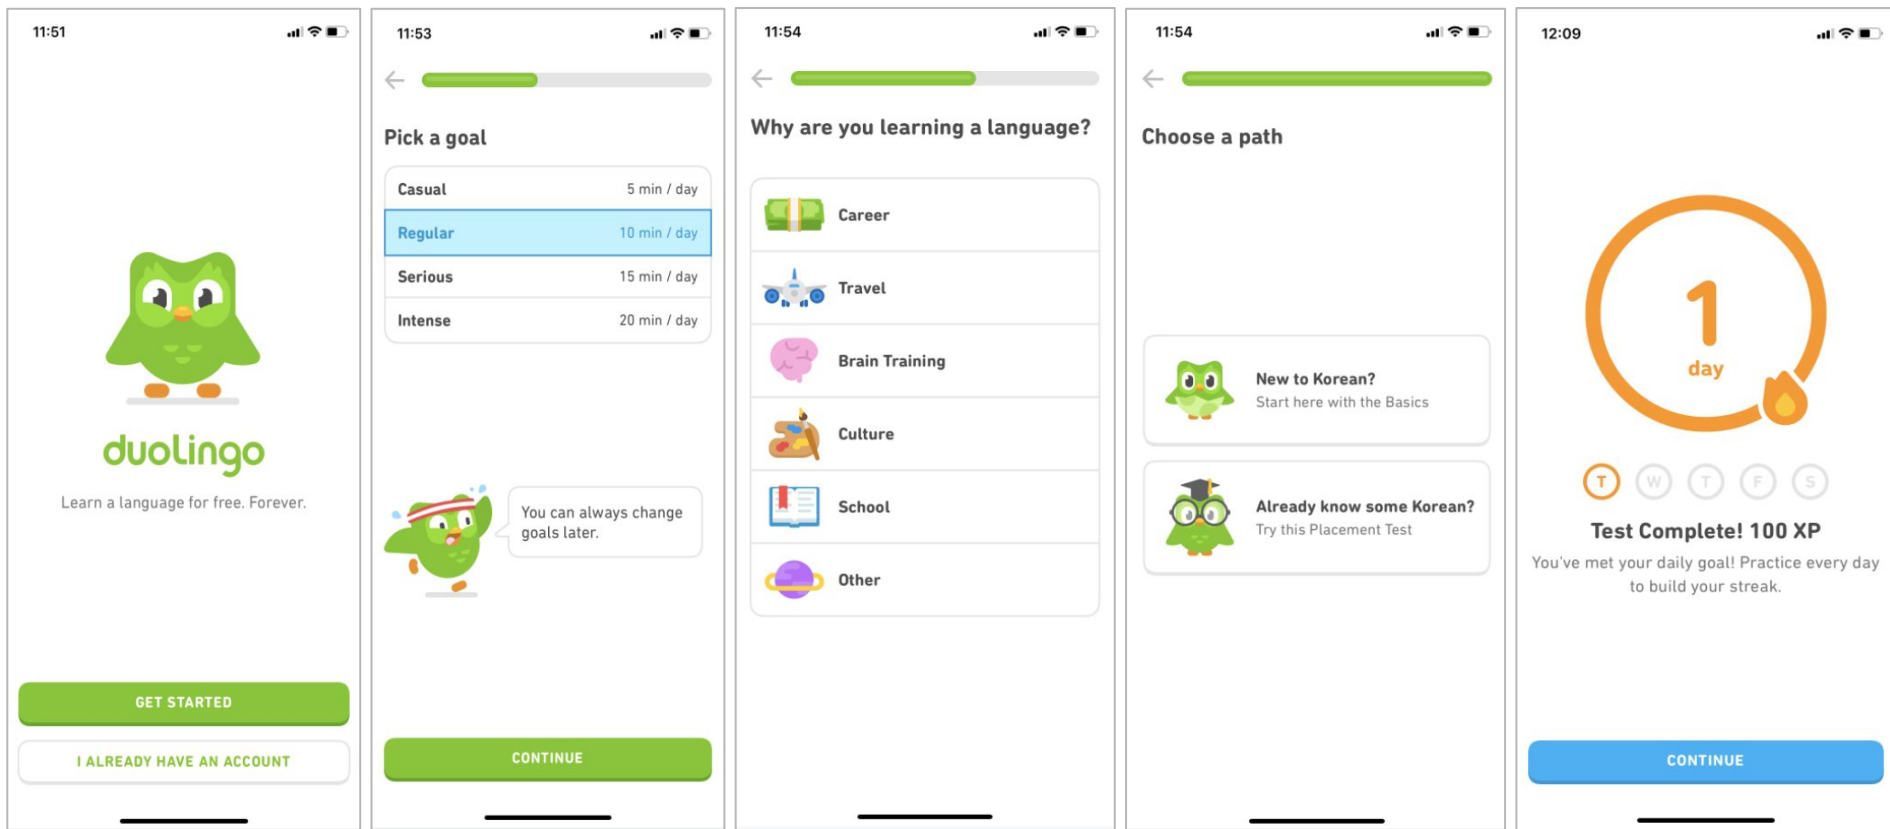 11:51
duolingo
Learn a language for free. Forever.
GET STARTED
I ALREADY HAVE AN ACCOUNT
11:53
Pick a goal
Casual 5 min / day
Regular 10 min / day
Serious 15 min / day
Intense 20 min / day
You can always change
goals later.
CONTINUE
11:54
Why are you learning a language?
Career
Travel
Brain Training
Culture
School
Other
11:54
Choose a path
New to Korean?
Start here with the Basics
Already know some Korean?
Try this Placement Test
12:09
1
day
T W T F S
Test Complete! 100 XP
You've met your daily goal! Practice every day
to build your streak.
CONTINUE